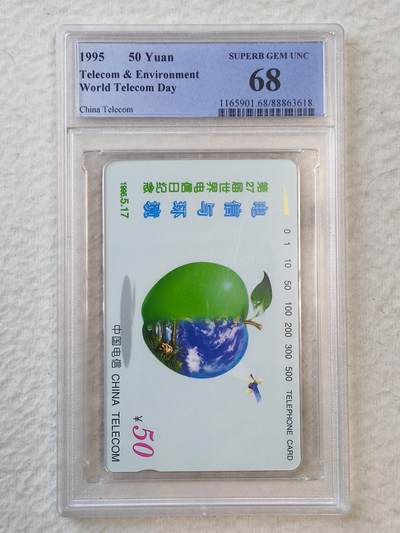 1995 50 Yuan
Telecom & Environment
World Telecom Day
China Telecom
SUPERB GEM UNC
68
1165901.68/88863618
第27届世界电信日纪念
1995.5.17
电信与环境
0 1 10 50 100 200 300 500 TELEPHONE CARD
中国电信 CHINA TELECOM
¥50